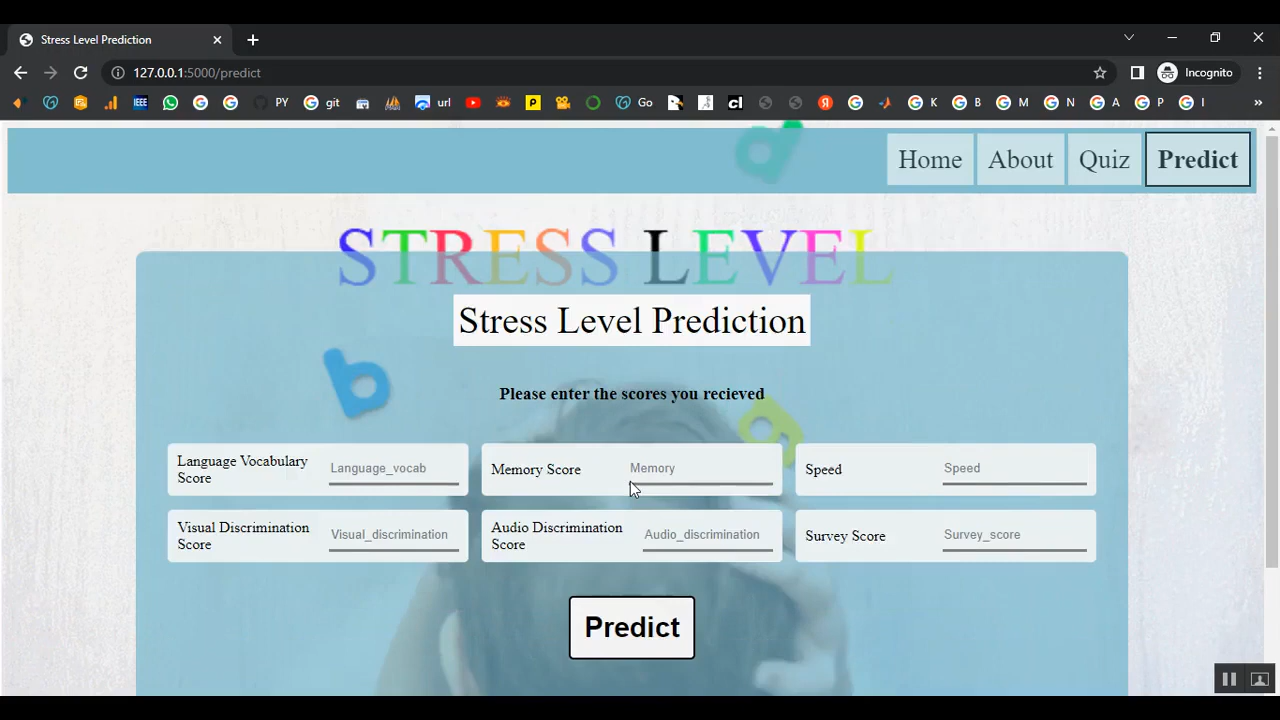 Stress Level Prediction
127.0.0.1:5000/predict
Incognito
IEEE
PY
git
url
Go
cl
K
B
M
N
A
P
I
Home
About
Quiz
Predict
STRESS LEVEL
Stress Level Prediction
Please enter the scores you recieved
Language Vocabulary
Score
Language_vocab
Memory Score
Memory
Speed
Speed
Visual Discrimination
Score
Visual_discrimination
Audio Discrimination
Score
Audio_discrimination
Survey Score
Survey_score
Predict